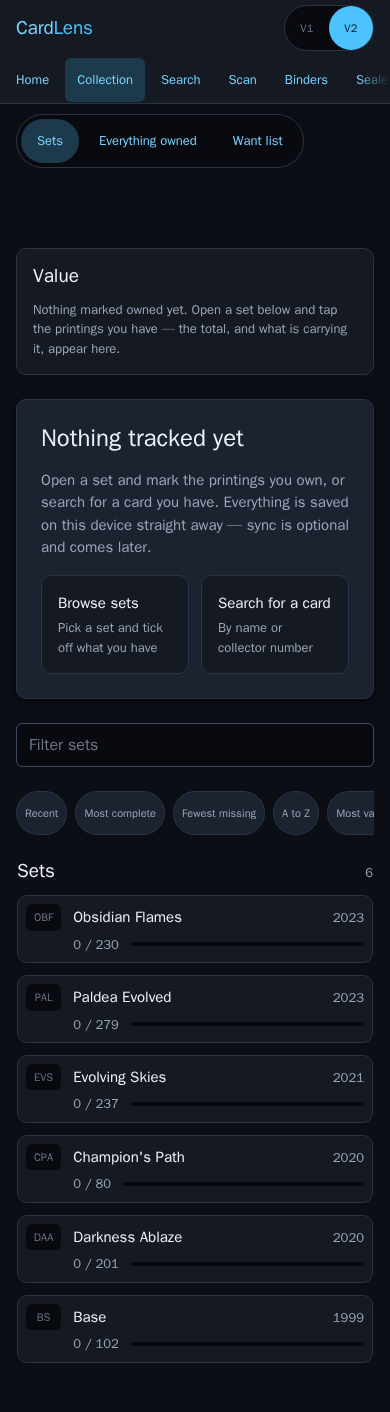 CardLens
V1
V2
Home
Collection
Search
Scan
Binders
Seale
Sets
Everything owned
Want list
Value
Nothing marked owned yet. Open a set below and tap
the printings you have — the total, and what is carrying
it, appear here.
Nothing tracked yet
Open a set and mark the printings you own, or
search for a card you have. Everything is saved
on this device straight away — sync is optional
and comes later.
Browse sets
Pick a set and tick
off what you have
Search for a card
By name or
collector number
Filter sets
Recent
Most complete
Fewest missing
A to Z
Most va
Sets
6
OBF
Obsidian Flames
2023
0 / 230
PAL
Paldea Evolved
2023
0 / 279
EVS
Evolving Skies
2021
0 / 237
CPA
Champion's Path
2020
0 / 80
DAA
Darkness Ablaze
2020
0 / 201
BS
Base
1999
0 / 102